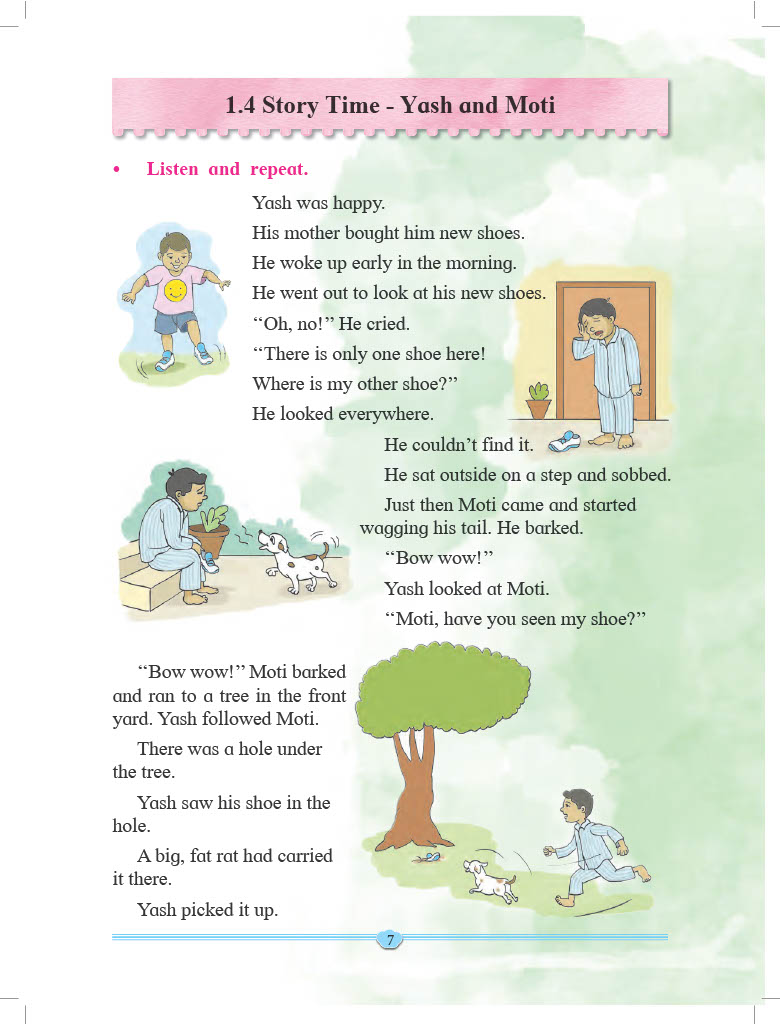 1.4 Story Time - Yash and Moti
• Listen and repeat.
Yash was happy.
His mother bought him new shoes.
He woke up early in the morning.
He went out to look at his new shoes.
“Oh, no!” He cried.
“There is only one shoe here!
Where is my other shoe?”
He looked everywhere.
He couldn’t find it.
He sat outside on a step and sobbed.
Just then Moti came and started
wagging his tail. He barked.
“Bow wow!”
Yash looked at Moti.
“Moti, have you seen my shoe?”
“Bow wow!” Moti barked
and ran to a tree in the front
yard. Yash followed Moti.
There was a hole under
the tree.
Yash saw his shoe in the
hole.
A big, fat rat had carried
it there.
Yash picked it up.
7